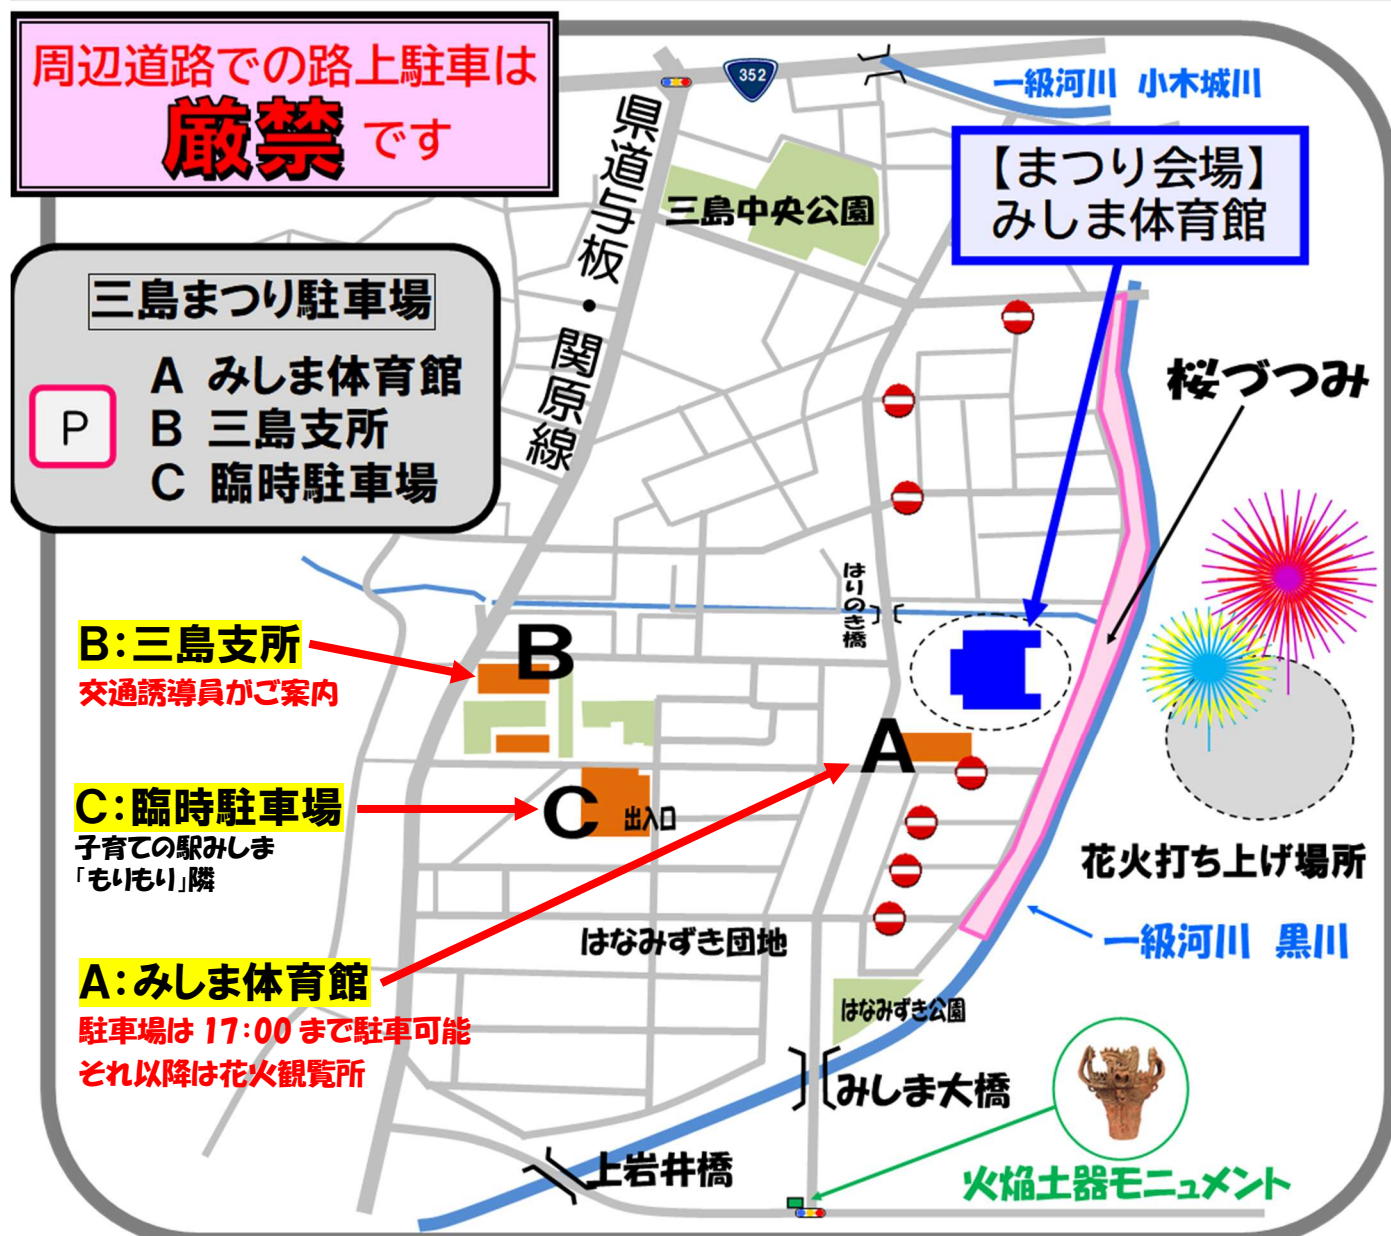 周辺道路での路上駐車は
厳禁です
352
一級河川 小木城川
県道与板・関原線
三島中央公園
【まつり会場】
みしま体育館
三島まつり駐車場
P
A みしま体育館
B 三島支所
C 臨時駐車場
桜づつみ
はりのき橋
B:三島支所
交通誘導員がご案内
B
A
C:臨時駐車場
子育ての駅みしま
「もりもり」隣
C
出入口
花火打ち上げ場所
一級河川 黒川
はなみずき団地
A:みしま体育館
駐車場は 17:00 まで駐車可能
それ以降は花火観覧所
はなみずき公園
みしま大橋
上岩井橋
火焔土器モニュメント